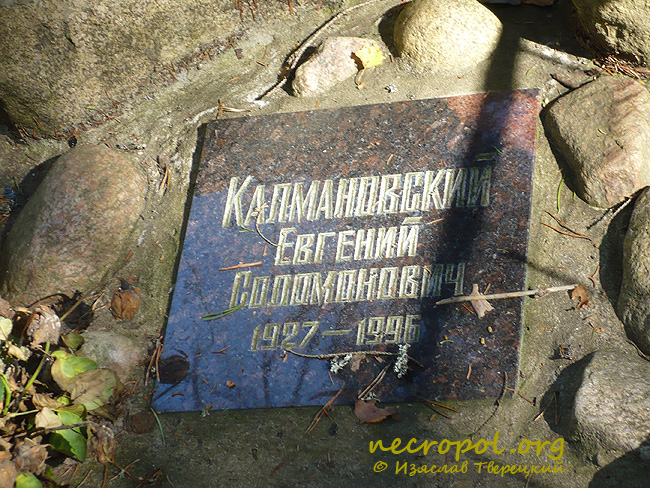 Калмановский
Евгений
Соломонович
1927-1996
necropol.org
© Изяслав Тверецкий